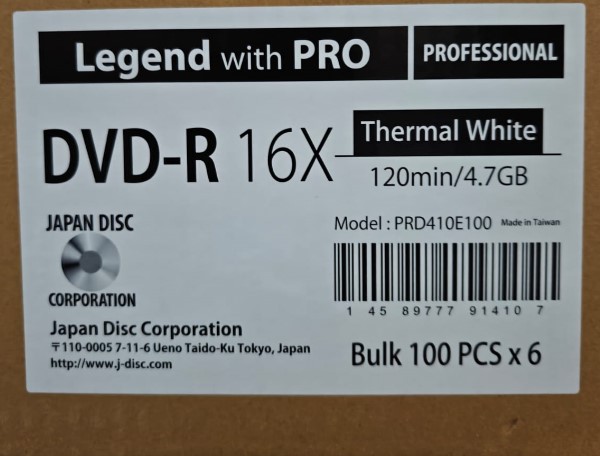 Legend with PRO
PROFESSIONAL
DVD-R 16X
Thermal White
120min/4.7GB
JAPAN DISC
CORPORATION
Model : PRD410E100 Made in Taiwan
1 45 89777 91410 7
Japan Disc Corporation
〒110-0005 7-11-6 Ueno Taido-Ku Tokyo, Japan
http://www.j-disc.com
Bulk 100 PCS x 6